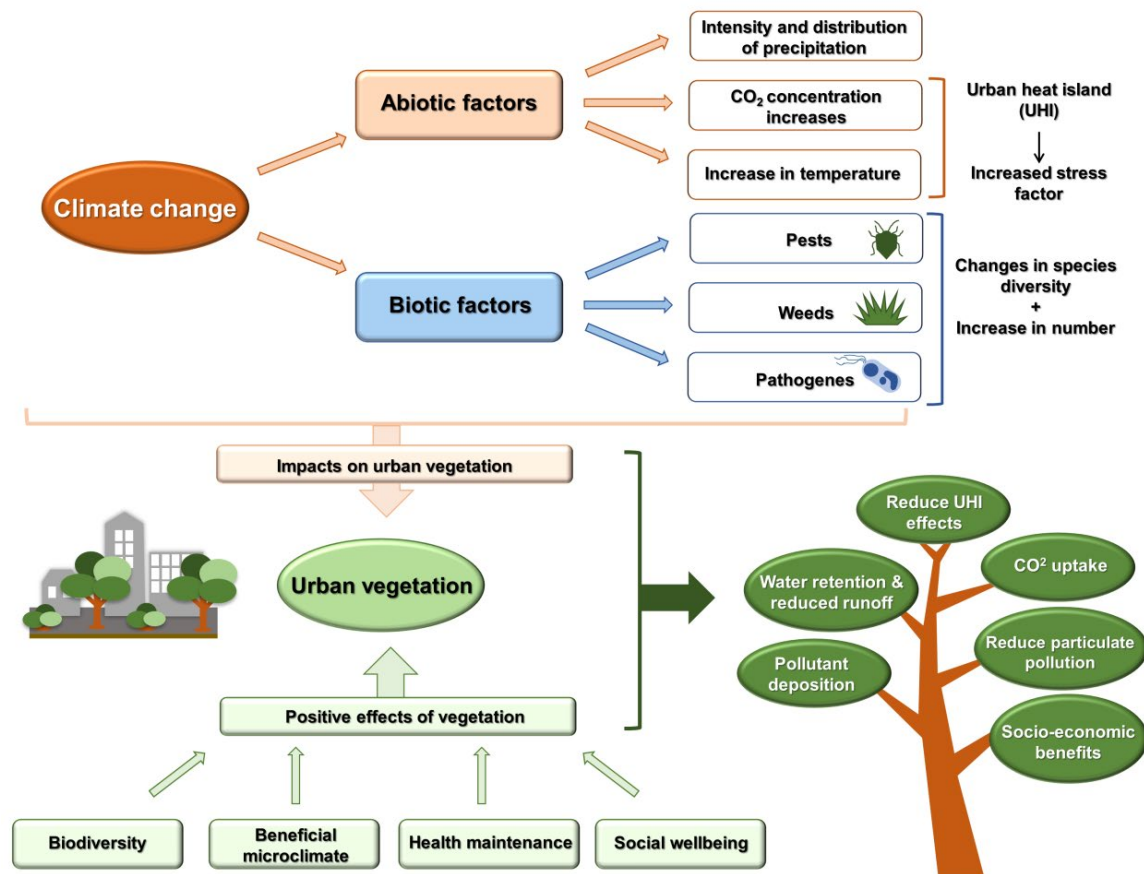 Intensity and distribution
of precipitation
Abiotic factors
CO₂ concentration
increases
Urban heat island
(UHI)
Increase in temperature
Increased stress
factor
Climate change
Pests
Changes in species
diversity
+
Increase in number
Biotic factors
Weeds
Pathogenes
Impacts on urban vegetation
Urban vegetation
Positive effects of vegetation
Biodiversity
Beneficial
microclimate
Health maintenance
Social wellbeing
Reduce UHI
effects
CO² uptake
Water retention &
reduced runoff
Reduce particulate
pollution
Pollutant
deposition
Socio-economic
benefits